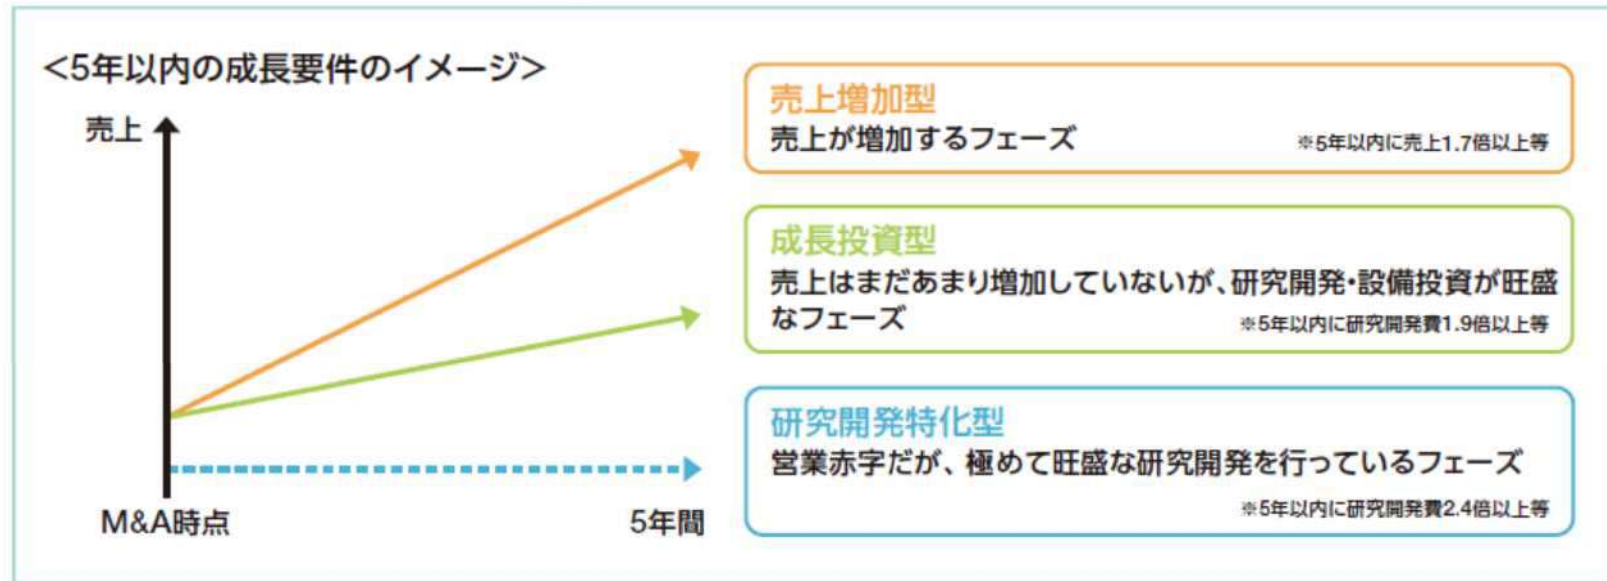 <5年以内の成長要件のイメージ>
売上
M&A時点
5年間
売上増加型
売上が増加するフェーズ
※5年以内に売上1.7倍以上等
成長投資型
売上はまだあまり増加していないが、研究開発・設備投資が旺盛
なフェーズ
※5年以内に研究開発費1.9倍以上等
研究開発特化型
営業赤字だが、極めて旺盛な研究開発を行っているフェーズ
※5年以内に研究開発費2.4倍以上等